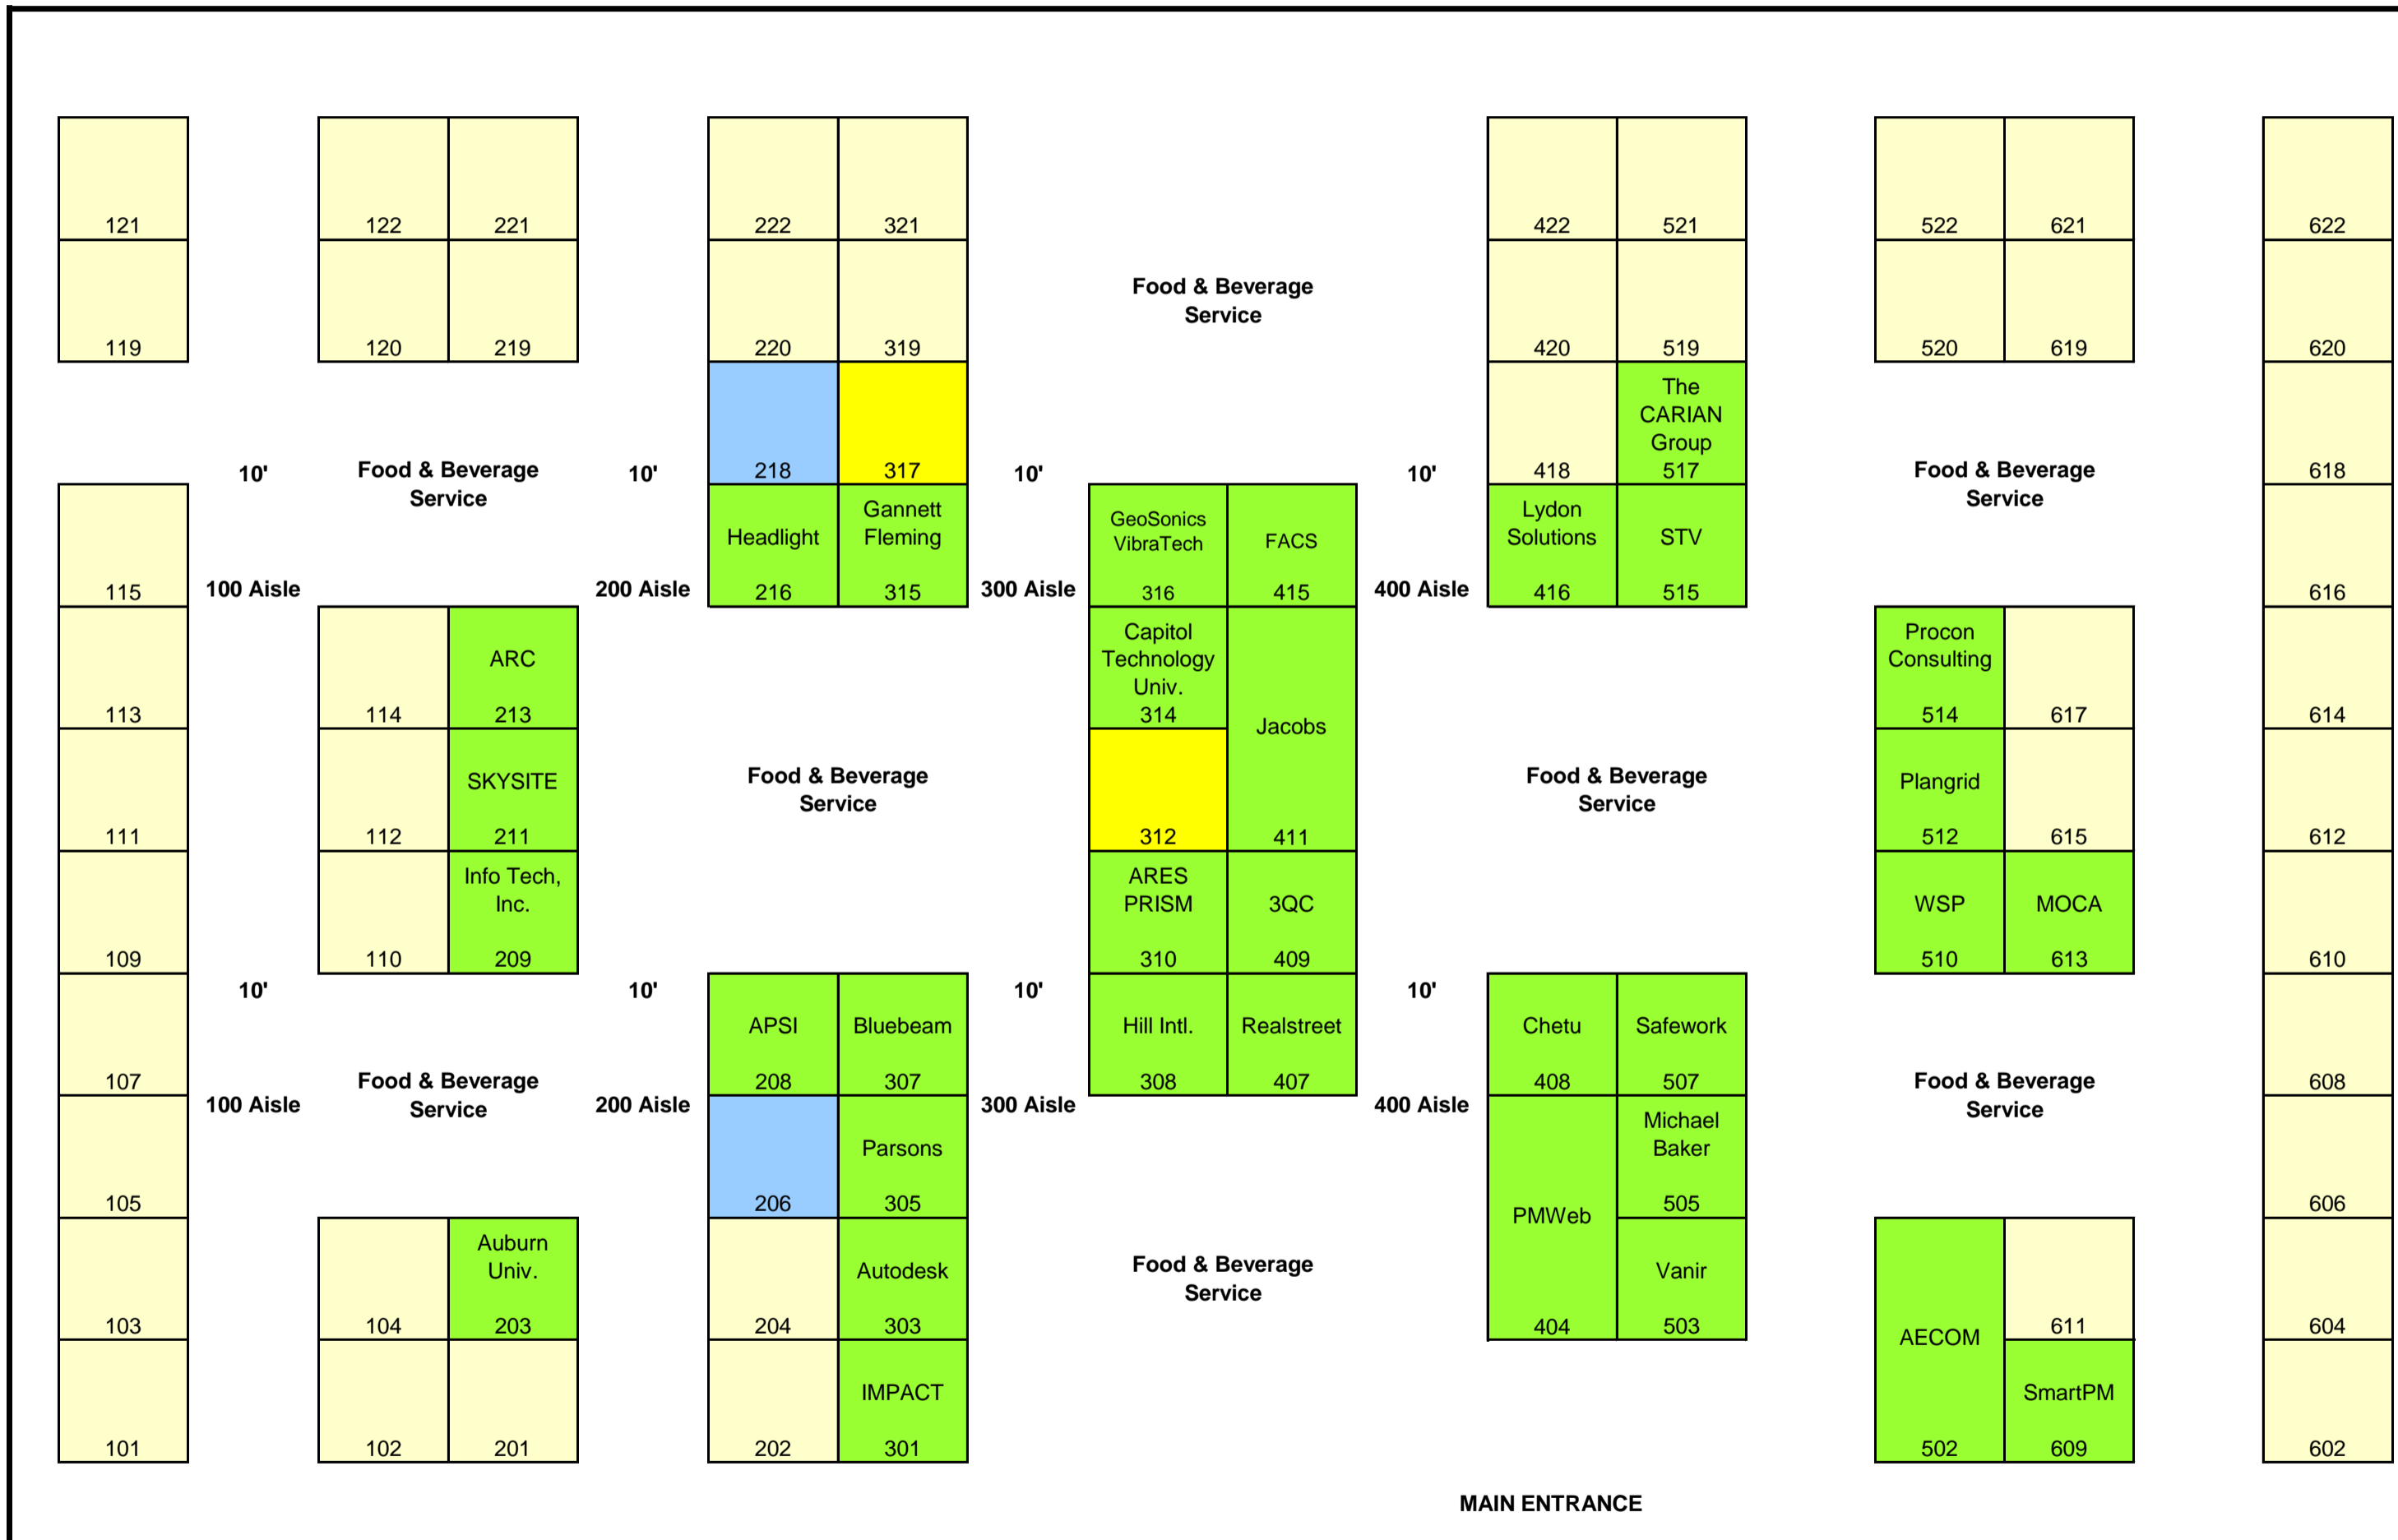 121 122 221 222 321 422 521 522 621 622
Food & Beverage
Service
119 120 219 220 319 420 519 520 619 620
The
CARIAN
Group
10' Food & Beverage 10' 218 317 10' 10' 418 517 Food & Beverage 618
Service Service
Headlight
Gannett
Fleming
GeoSonics
VibraTech
FACS
Lydon
Solutions
STV
115 100 Aisle 200 Aisle 216 315 300 Aisle 316 415 400 Aisle 416 515 616
ARC
Capitol
Technology
Univ.
Procon
Consulting
113 114 213 314 514 617 614
Jacobs
SKYSITE
Food & Beverage
Service
Food & Beverage
Service
Plangrid
111 112 211 312 411 512 615 612
Info Tech,
Inc.
ARES
PRISM
3QC
WSP
MOCA
109 110 209 310 409 510 613 610
10' 10' 10' 10'
APSI
Bluebeam
Hill Intl.
Realstreet
Chetu
Safework
107 Food & Beverage 208 307 308 407 408 507 Food & Beverage 608
100 Aisle Service 200 Aisle 300 Aisle 400 Aisle Service
Parsons
Michael
Baker
105 206 305 505 606
PMWeb
Auburn
Univ.
Autodesk
Food & Beverage
Service
Vanir
103 104 203 204 303 404 503 611 604
AECOM
IMPACT
SmartPM
101 102 201 202 301 502 609 602
MAIN ENTRANCE